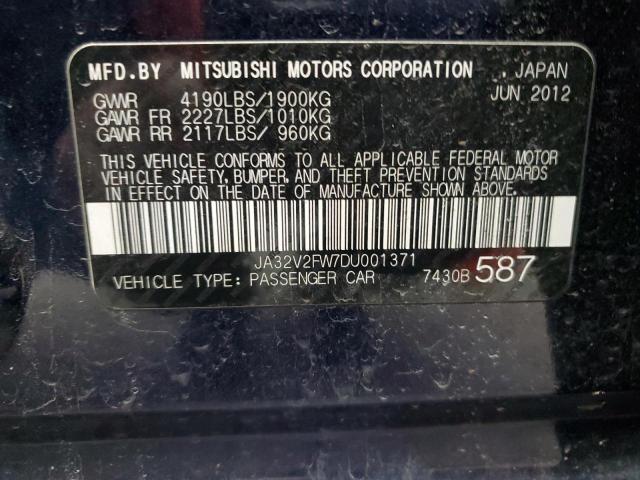 MFD.BY MITSUBISHI MOTORS CORPORATION , JAPAN
GVWR 4190LBS/1900KG JUN 2012
GAWR FR 2227LBS/1010KG
GAWR RR 2117LBS/ 960KG
THIS VEHICLE CONFORMS TO ALL APPLICABLE FEDERAL MOTOR
VEHICLE SAFETY, BUMPER, AND THEFT PREVENTION STANDARDS
IN EFFECT ON THE DATE OF MANUFACTURE SHOWN ABOVE.
JA32V2FW7DU001371
VEHICLE TYPE: PASSENGER CAR 7430B 587